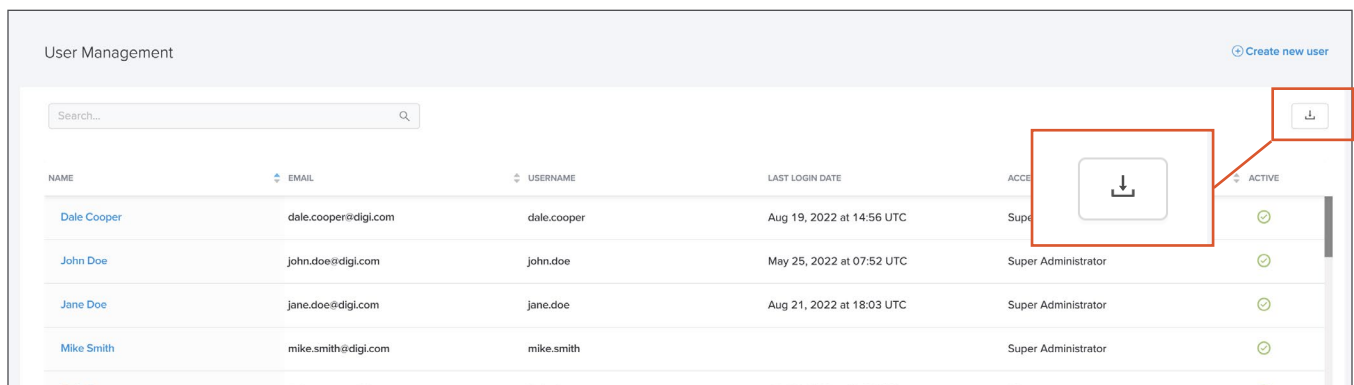 User Management
Create new user
Search...
NAME EMAIL USERNAME LAST LOGIN DATE ACCE ACTIVE
Dale Cooper dale.cooper@digi.com dale.cooper Aug 19, 2022 at 14:56 UTC Supe
John Doe john.doe@digi.com john.doe May 25, 2022 at 07:52 UTC Super Administrator
Jane Doe jane.doe@digi.com jane.doe Aug 21, 2022 at 18:03 UTC Super Administrator
Mike Smith mike.smith@digi.com mike.smith Super Administrator